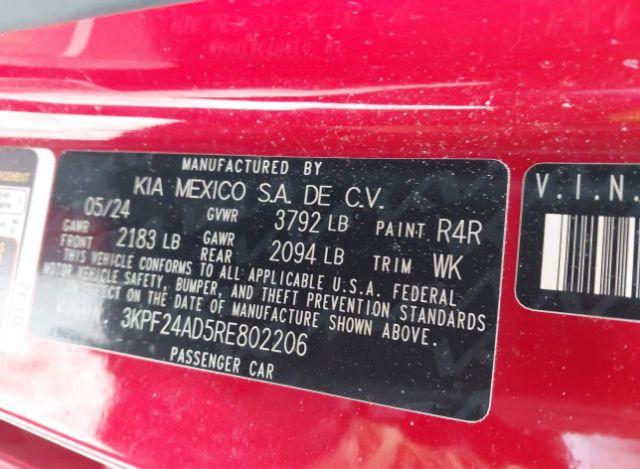 MANUFACTURED BY
KIA MEXICO S.A. DE C.V.
05/24 GVWR 3792 LB PAINT R4R
GAWR FRONT 2183 LB GAWR REAR 2094 LB TRIM WK
THIS VEHICLE CONFORMS TO ALL APPLICABLE U.S.A. FEDERAL
MOTOR VEHICLE SAFETY, BUMPER, AND THEFT PREVENTION STANDARDS
EFFECT ON THE DATE OF MANUFACTURE SHOWN ABOVE.
3KPF24AD5RE802206
PASSENGER CAR
V.I.N.